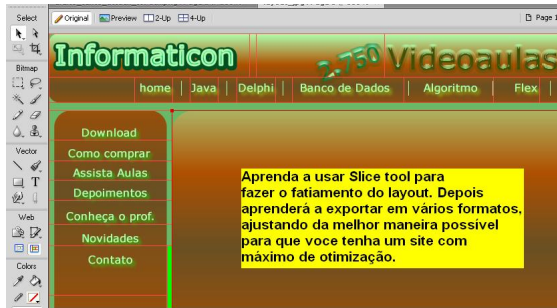 Select
Original Preview 2-Up 4-Up Page 1
Informaticon 2.750 Videoaulas
Bitmap
home | Java | Delphi | Banco de Dados | Algoritmo | Flex |
Download
Como comprar
Vector
Assista Aulas
Depoimentos
Conheça o prof.
Web
Novidades
Contato
Colors
Aprenda a usar Slice tool para
fazer o fatiamento do layout. Depois
aprenderá a exportar em vários formatos,
ajustando da melhor maneira possível
para que voce tenha um site com
máximo de otimização.